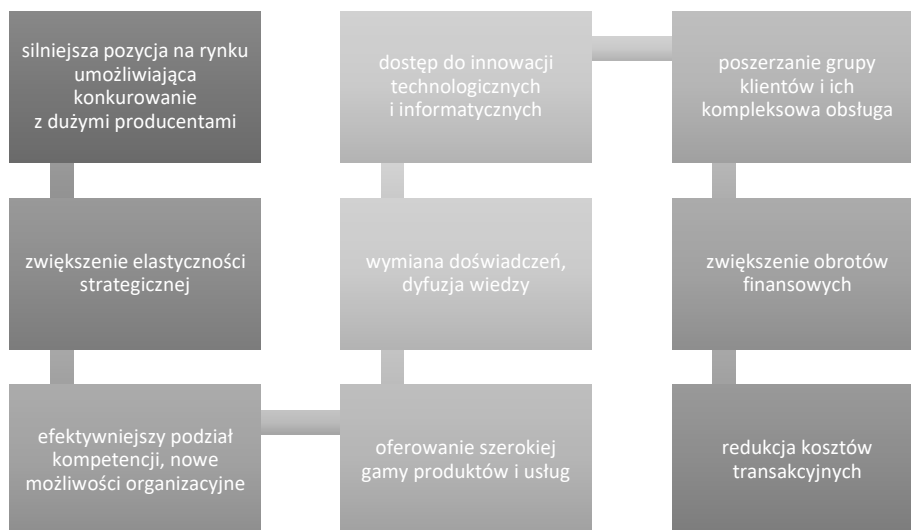 silniejsza pozycja na rynku
umożliwiająca
konkurowanie
z dużymi producentami
zwiększenie elastyczności
strategicznej
efektywniejszy podział
kompetencji, nowe
możliwości organizacyjne
oferowanie szerokiej
gamy produktów i usług
wymiana doświadczeń,
dyfuzja wiedzy
dostęp do innowacji
technologicznych
i informatycznych
poszerzanie grupy
klientów i ich
kompleksowa obsługa
zwiększenie obrotów
finansowych
redukcja kosztów
transakcyjnych